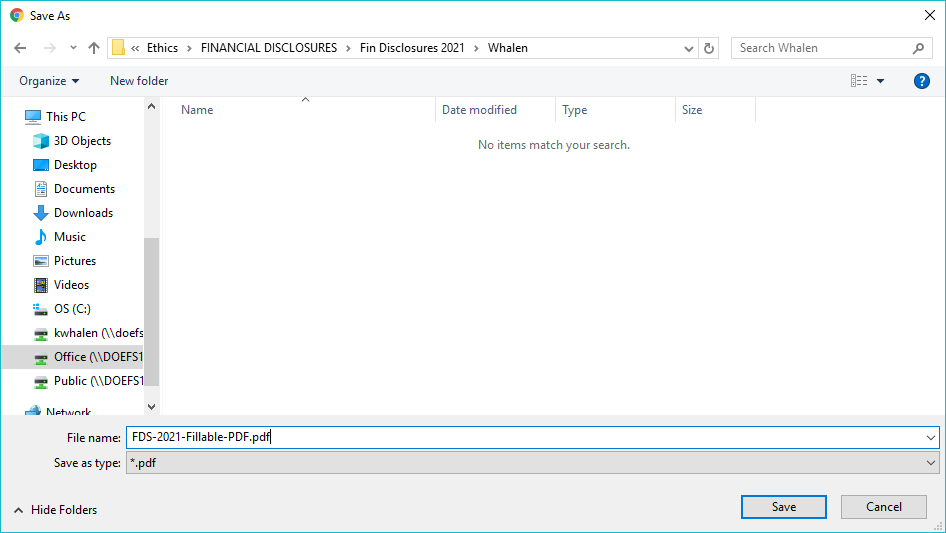 Save As
« Ethics > FINANCIAL DISCLOSURES > Fin Disclosures 2021 > Whalen
Search Whalen
Organize
New folder
?
Name
Date modified
Type
Size
No items match your search.
This PC
3D Objects
Desktop
Documents
Downloads
Music
Pictures
Videos
OS (C:)
kwhalen (\\doefs
Office (\\DOEFS1
Public (\\DOEFS1
Network
File name: FDS-2021-Fillable-PDF.pdf
Save as type: *.pdf
Hide Folders
Save
Cancel